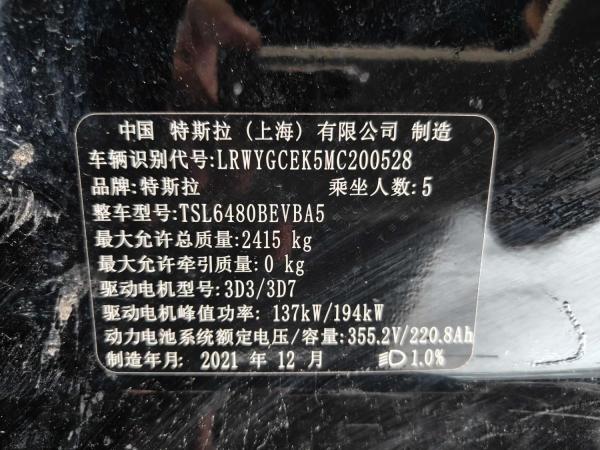 中国 特斯拉(上海)有限公司 制造
车辆识别代号:LRWYGCEK5MC200528
品牌:特斯拉 乘坐人数:5
整车型号:TSL6480BEVBA5
最大允许总质量:2415 kg
最大允许牵引质量:0 kg
驱动电机型号:3D3/3D7
驱动电机峰值功率: 137kW/194kW
动力电池系统额定电压/容量:355.2V/220.8Ah
制造年月: 2021 年 12 月 1.0%